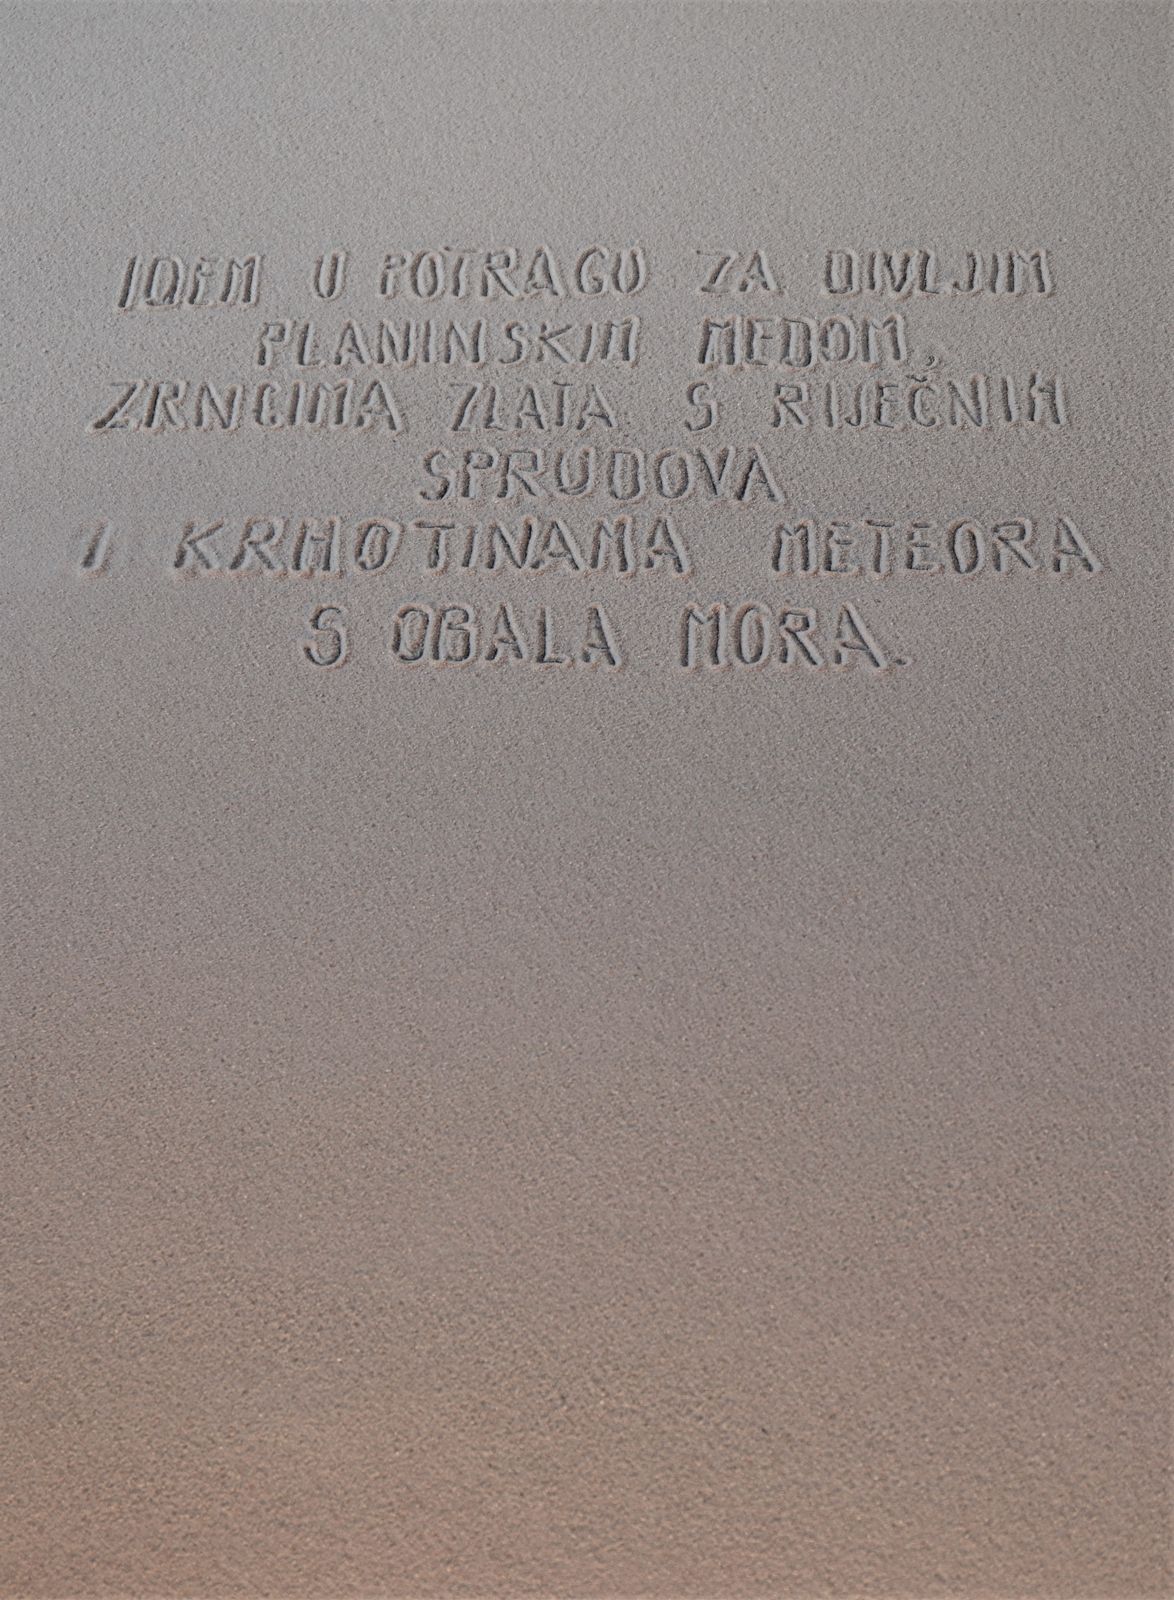 IDEM U POTRAGU ZA DIVLJIM
PLANINSKIM MEDOM,
ZRNCIMA ZLATA S RIJEČNIH
SPRUDOVA
I KRHOTINAMA METEORA
S OBALA MORA.